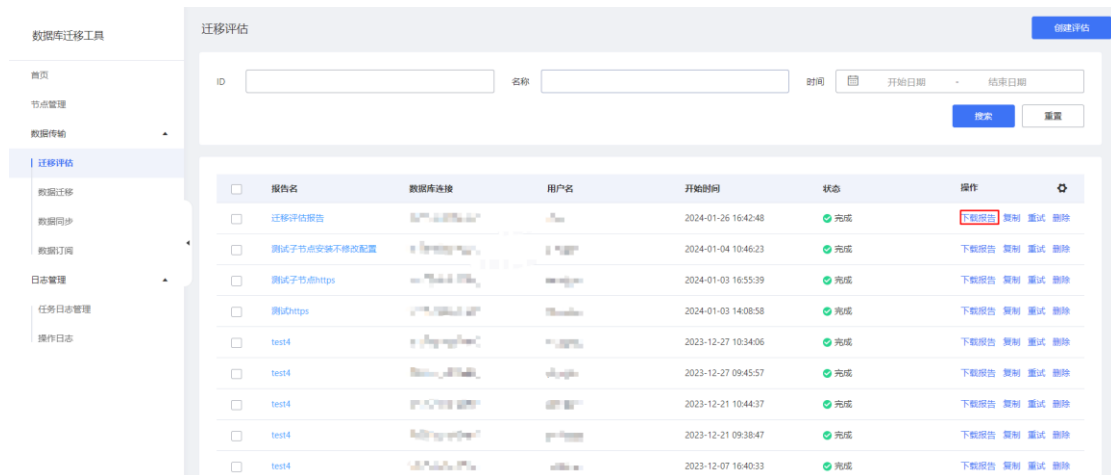 数据库迁移工具
首页
节点管理
数据传输
迁移评估
数据迁移
数据同步
数据订阅
日志管理
任务日志管理
操作日志
迁移评估 创建评估
ID 名称 时间 开始日期 - 结束日期
搜索 重置
报告名 数据库连接 用户名 开始时间 状态 操作
迁移评估报告 2024-01-26 16:42:48 完成 下载报告 复制 重试 删除
测试子节点安装不修改配置 2024-01-04 10:46:23 完成 下载报告 复制 重试 删除
测试子节点https 2024-01-03 16:55:39 完成 下载报告 复制 重试 删除
测试https 2024-01-03 14:08:58 完成 下载报告 复制 重试 删除
test4 2023-12-27 10:34:06 完成 下载报告 复制 重试 删除
test4 2023-12-27 09:45:57 完成 下载报告 复制 重试 删除
test4 2023-12-21 10:44:37 完成 下载报告 复制 重试 删除
test4 2023-12-21 09:38:47 完成 下载报告 复制 重试 删除
test4 2023-12-07 16:40:33 完成 下载报告 复制 重试 删除